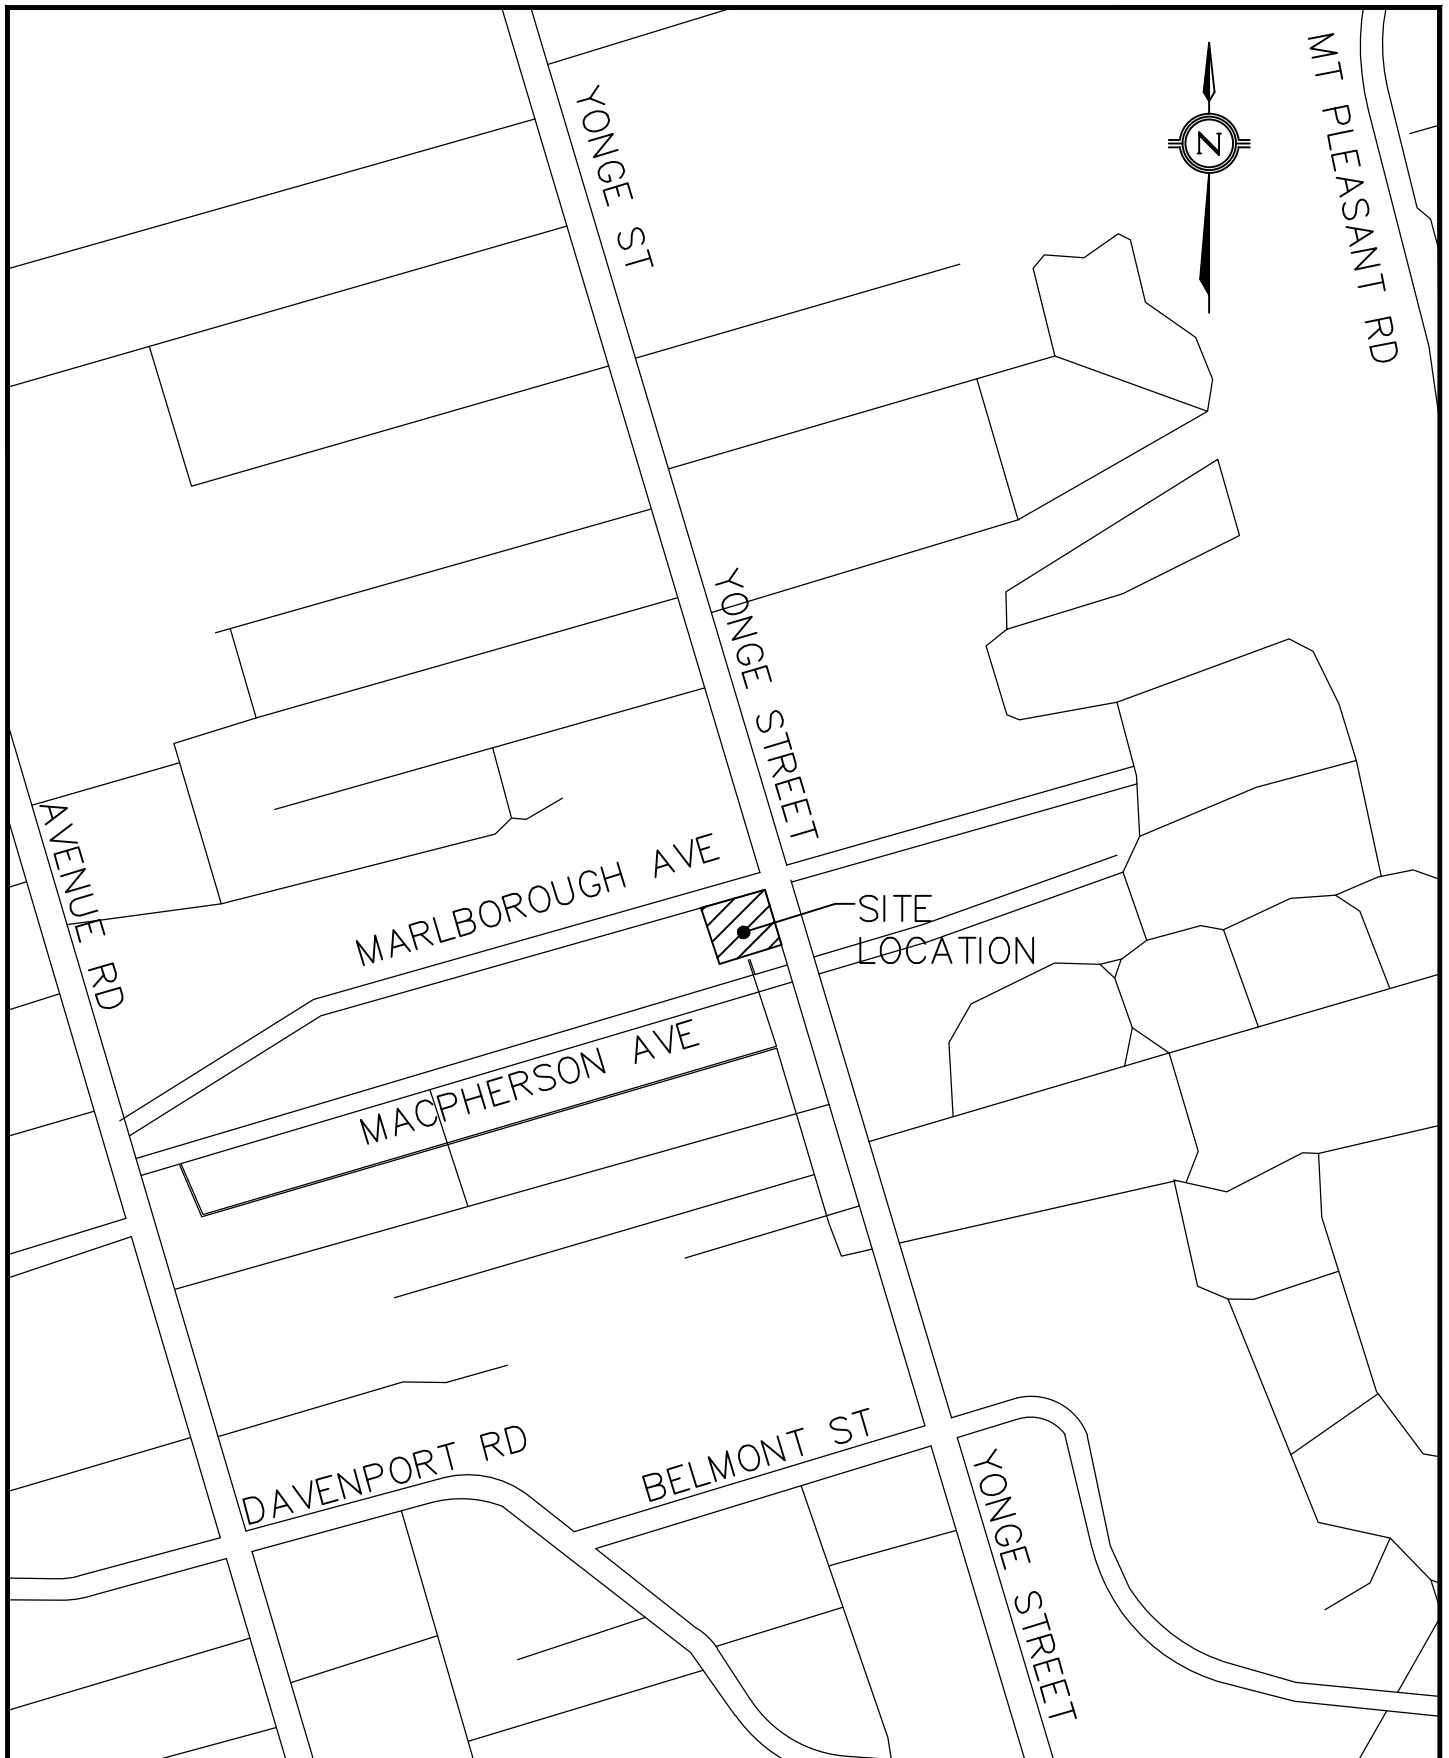 MT PLEASANT RD
YONGE ST
N
YONGE STREET
AVENUE RD
MARLBOROUGH AVE
SITE
LOCATION
MACPHERSON AVE
DAVENPORT RD
BELMONT ST
YONGE STREET